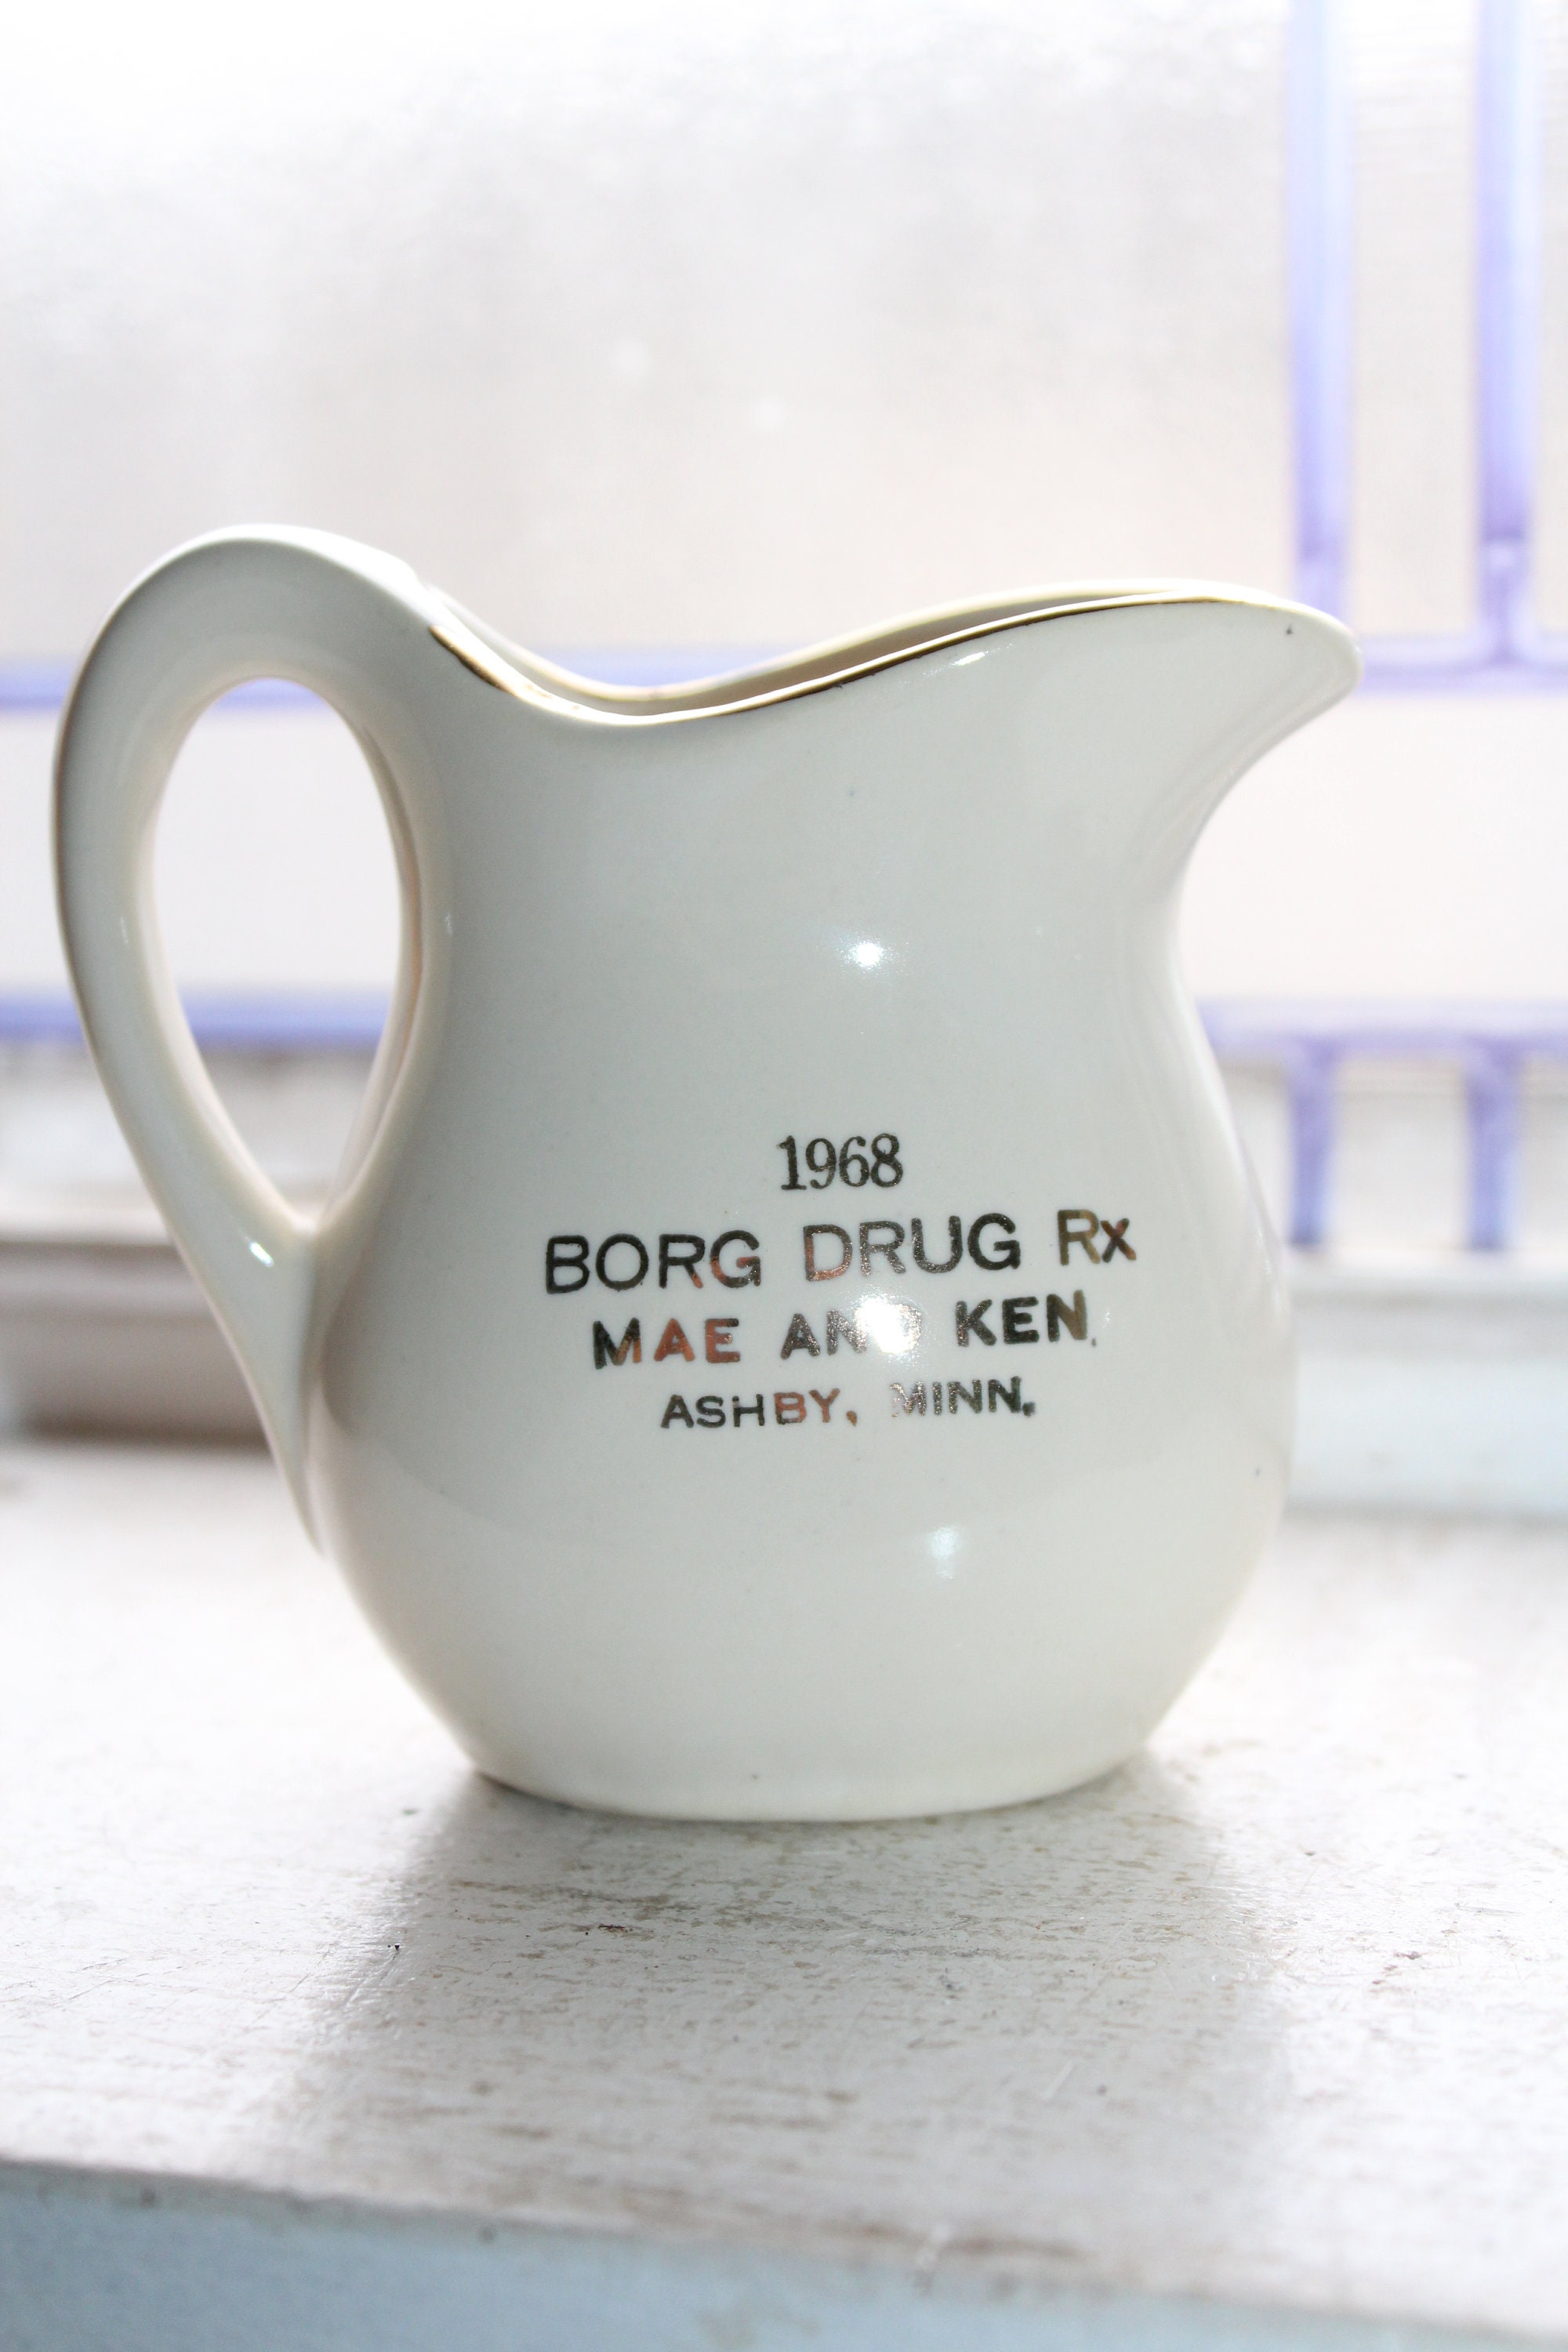 1968
BORG DRUG Rx
MAE AND KEN.
ASHBY, MINN.